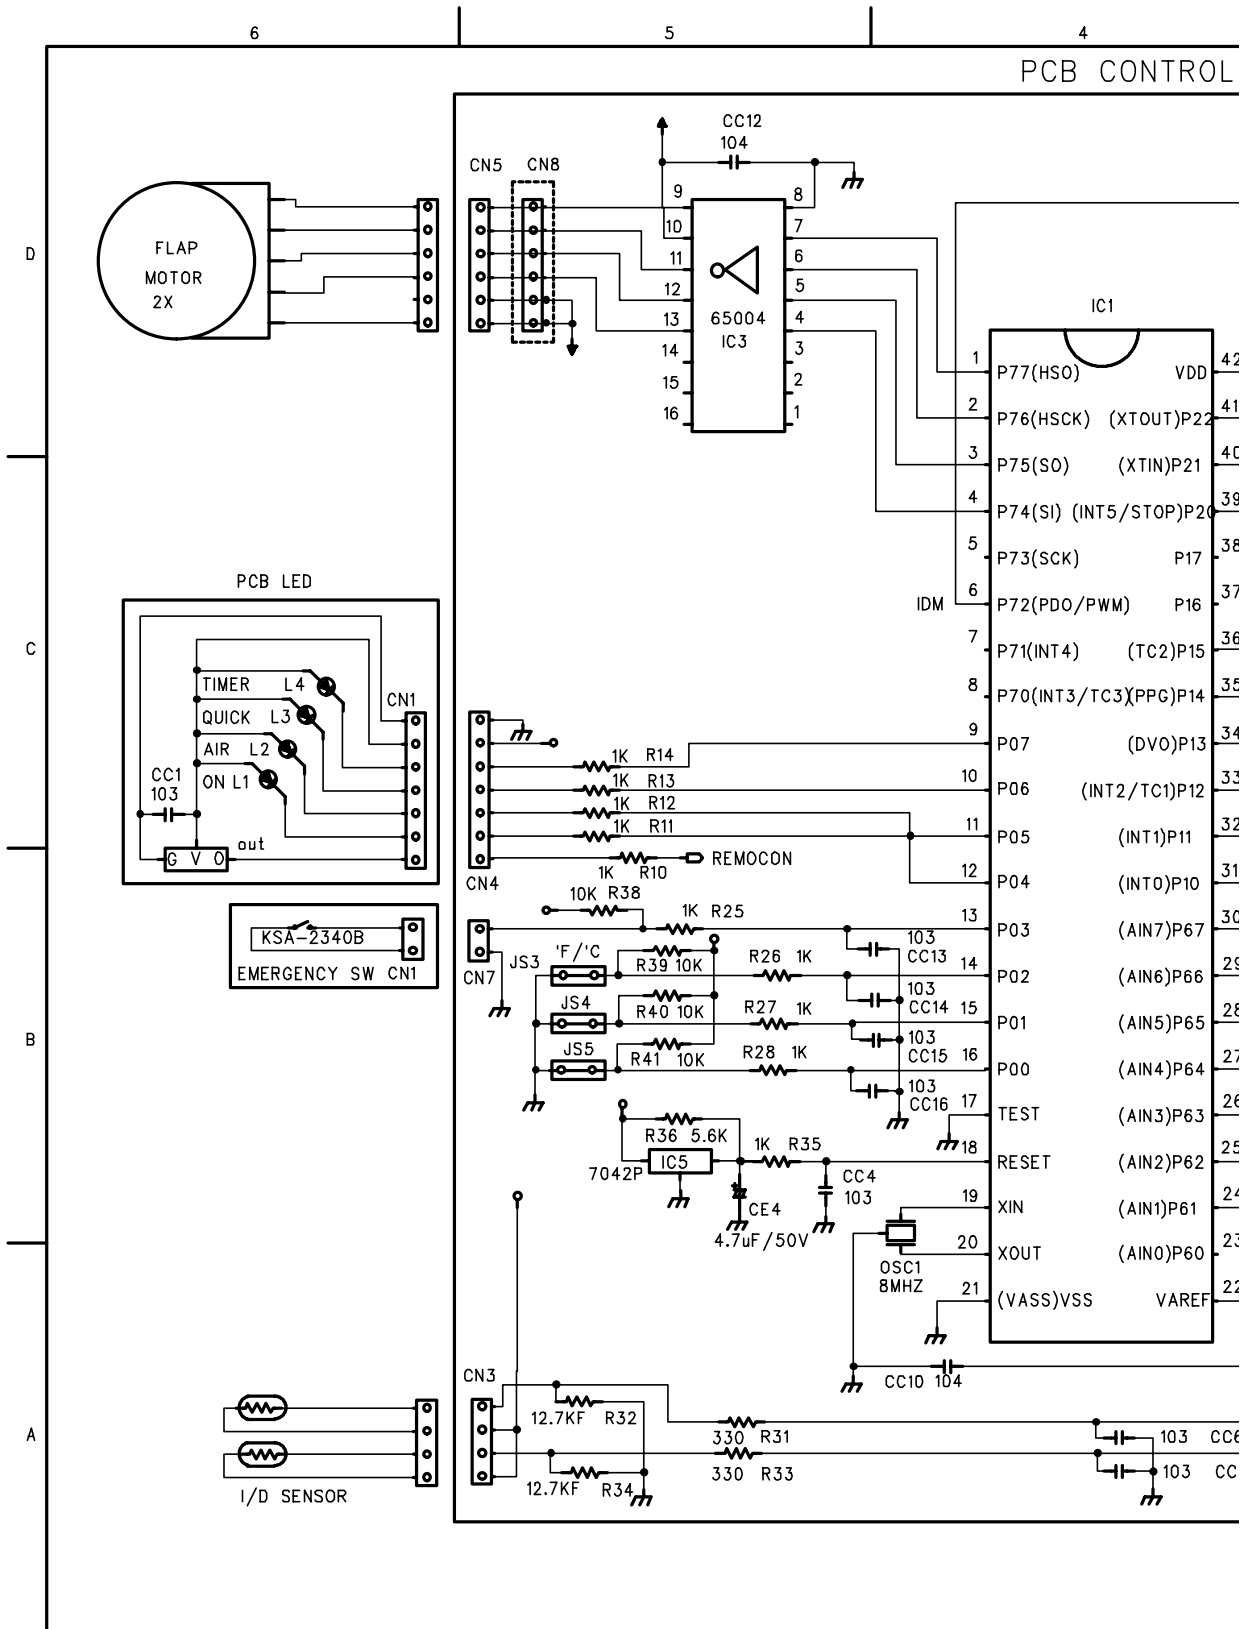 6
5
4
PCB CONTROL
D
C
B
A
FLAP
MOTOR
2X
CN5
CN8
CC12
104
9
10
11
12
13
14
15
16
8
7
6
5
4
3
2
1
65004
IC3
IC1
1
P77(HSO)
VDD
42
2
P76(HSCK)
(XTOUT)P22
41
3
P75(SO)
(XTIN)P21
40
4
P74(SI)
(INT5/STOP)P20
39
5
P73(SCK)
P17
38
IDM
6
P72(PDO/PWM)
P16
37
7
P71(INT4)
(TC2)P15
36
8
P70(INT3/TC3)
(PPG)P14
35
9
P07
(DVO)P13
34
10
P06
(INT2/TC1)P12
33
11
P05
(INT1)P11
32
12
P04
(INT0)P10
31
13
P03
(AIN7)P67
30
14
P02
(AIN6)P66
29
15
P01
(AIN5)P65
28
16
P00
(AIN4)P64
27
17
TEST
(AIN3)P63
26
18
RESET
(AIN2)P62
25
19
XIN
(AIN1)P61
24
20
XOUT
(AIN0)P60
23
21
(VASS)VSS
VAREF
22
PCB LED
TIMER L4
QUICK L3
AIR L2
ON L1
CC1
103
CN1
G V O
out
KSA-2340B
EMERGENCY SW CN1
1K R14
1K R13
1K R12
1K R11
1K R10
REMOCON
CN4
10K R38
1K R25
CN7
JS3
'F/'C
R39 10K
R26 1K
103
CC13
JS4
R40 10K
R27 1K
103
CC14
JS5
R41 10K
R28 1K
103
CC15
103
CC16
R36 5.6K
7042P
IC5
1K R35
CC4
103
+
CE4
4.7uF/50V
OSC1
8MHZ
CC10 104
CN3
12.7KF R32
330 R31
103 CC6
330 R33
12.7KF R34
103 CC
I/D SENSOR